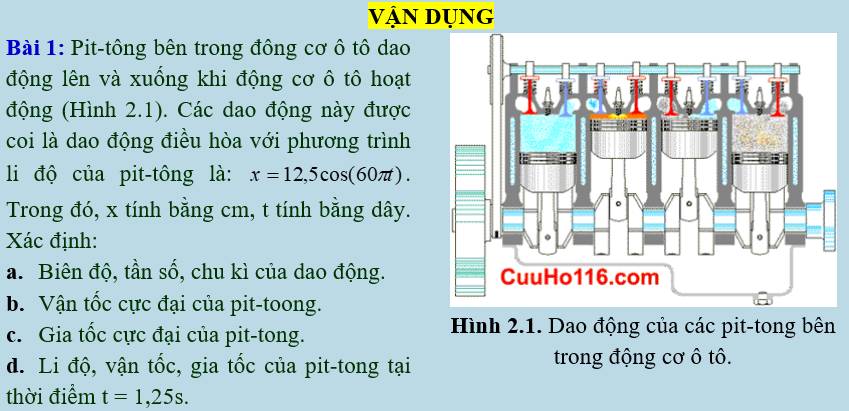 VẬN DỤNG
Bài 1: Pit-tông bên trong đông cơ ô tô dao
động lên và xuống khi động cơ ô tô hoạt
động (Hình 2.1). Các dao động này được
coi là dao động điều hòa với phương trình
li độ của pit-tông là: x = 12,5cos(60πt).
Trong đó, x tính bằng cm, t tính bằng dây.
Xác định:
a. Biên độ, tần số, chu kì của dao động.
b. Vận tốc cực đại của pit-toong.
c. Gia tốc cực đại của pit-tong.
d. Li độ, vận tốc, gia tốc của pit-tong tại
thời điểm t = 1,25s.
CuuHo116.com
Hình 2.1. Dao động của các pit-tong bên
trong động cơ ô tô.